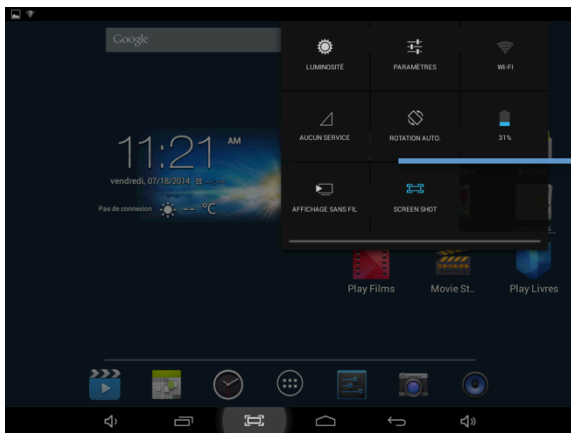 Google
LUMINOSITÉ
PARAMÈTRES
WI-FI
AUCUN SERVICE
ROTATION AUTO.
31%
11:21 AM
vendredi, 07/18/2014
Pas de connexion -- °C
AFFICHAGE SANS FIL
SCREEN SHOT
Play Films
Movie St..
Play Livres